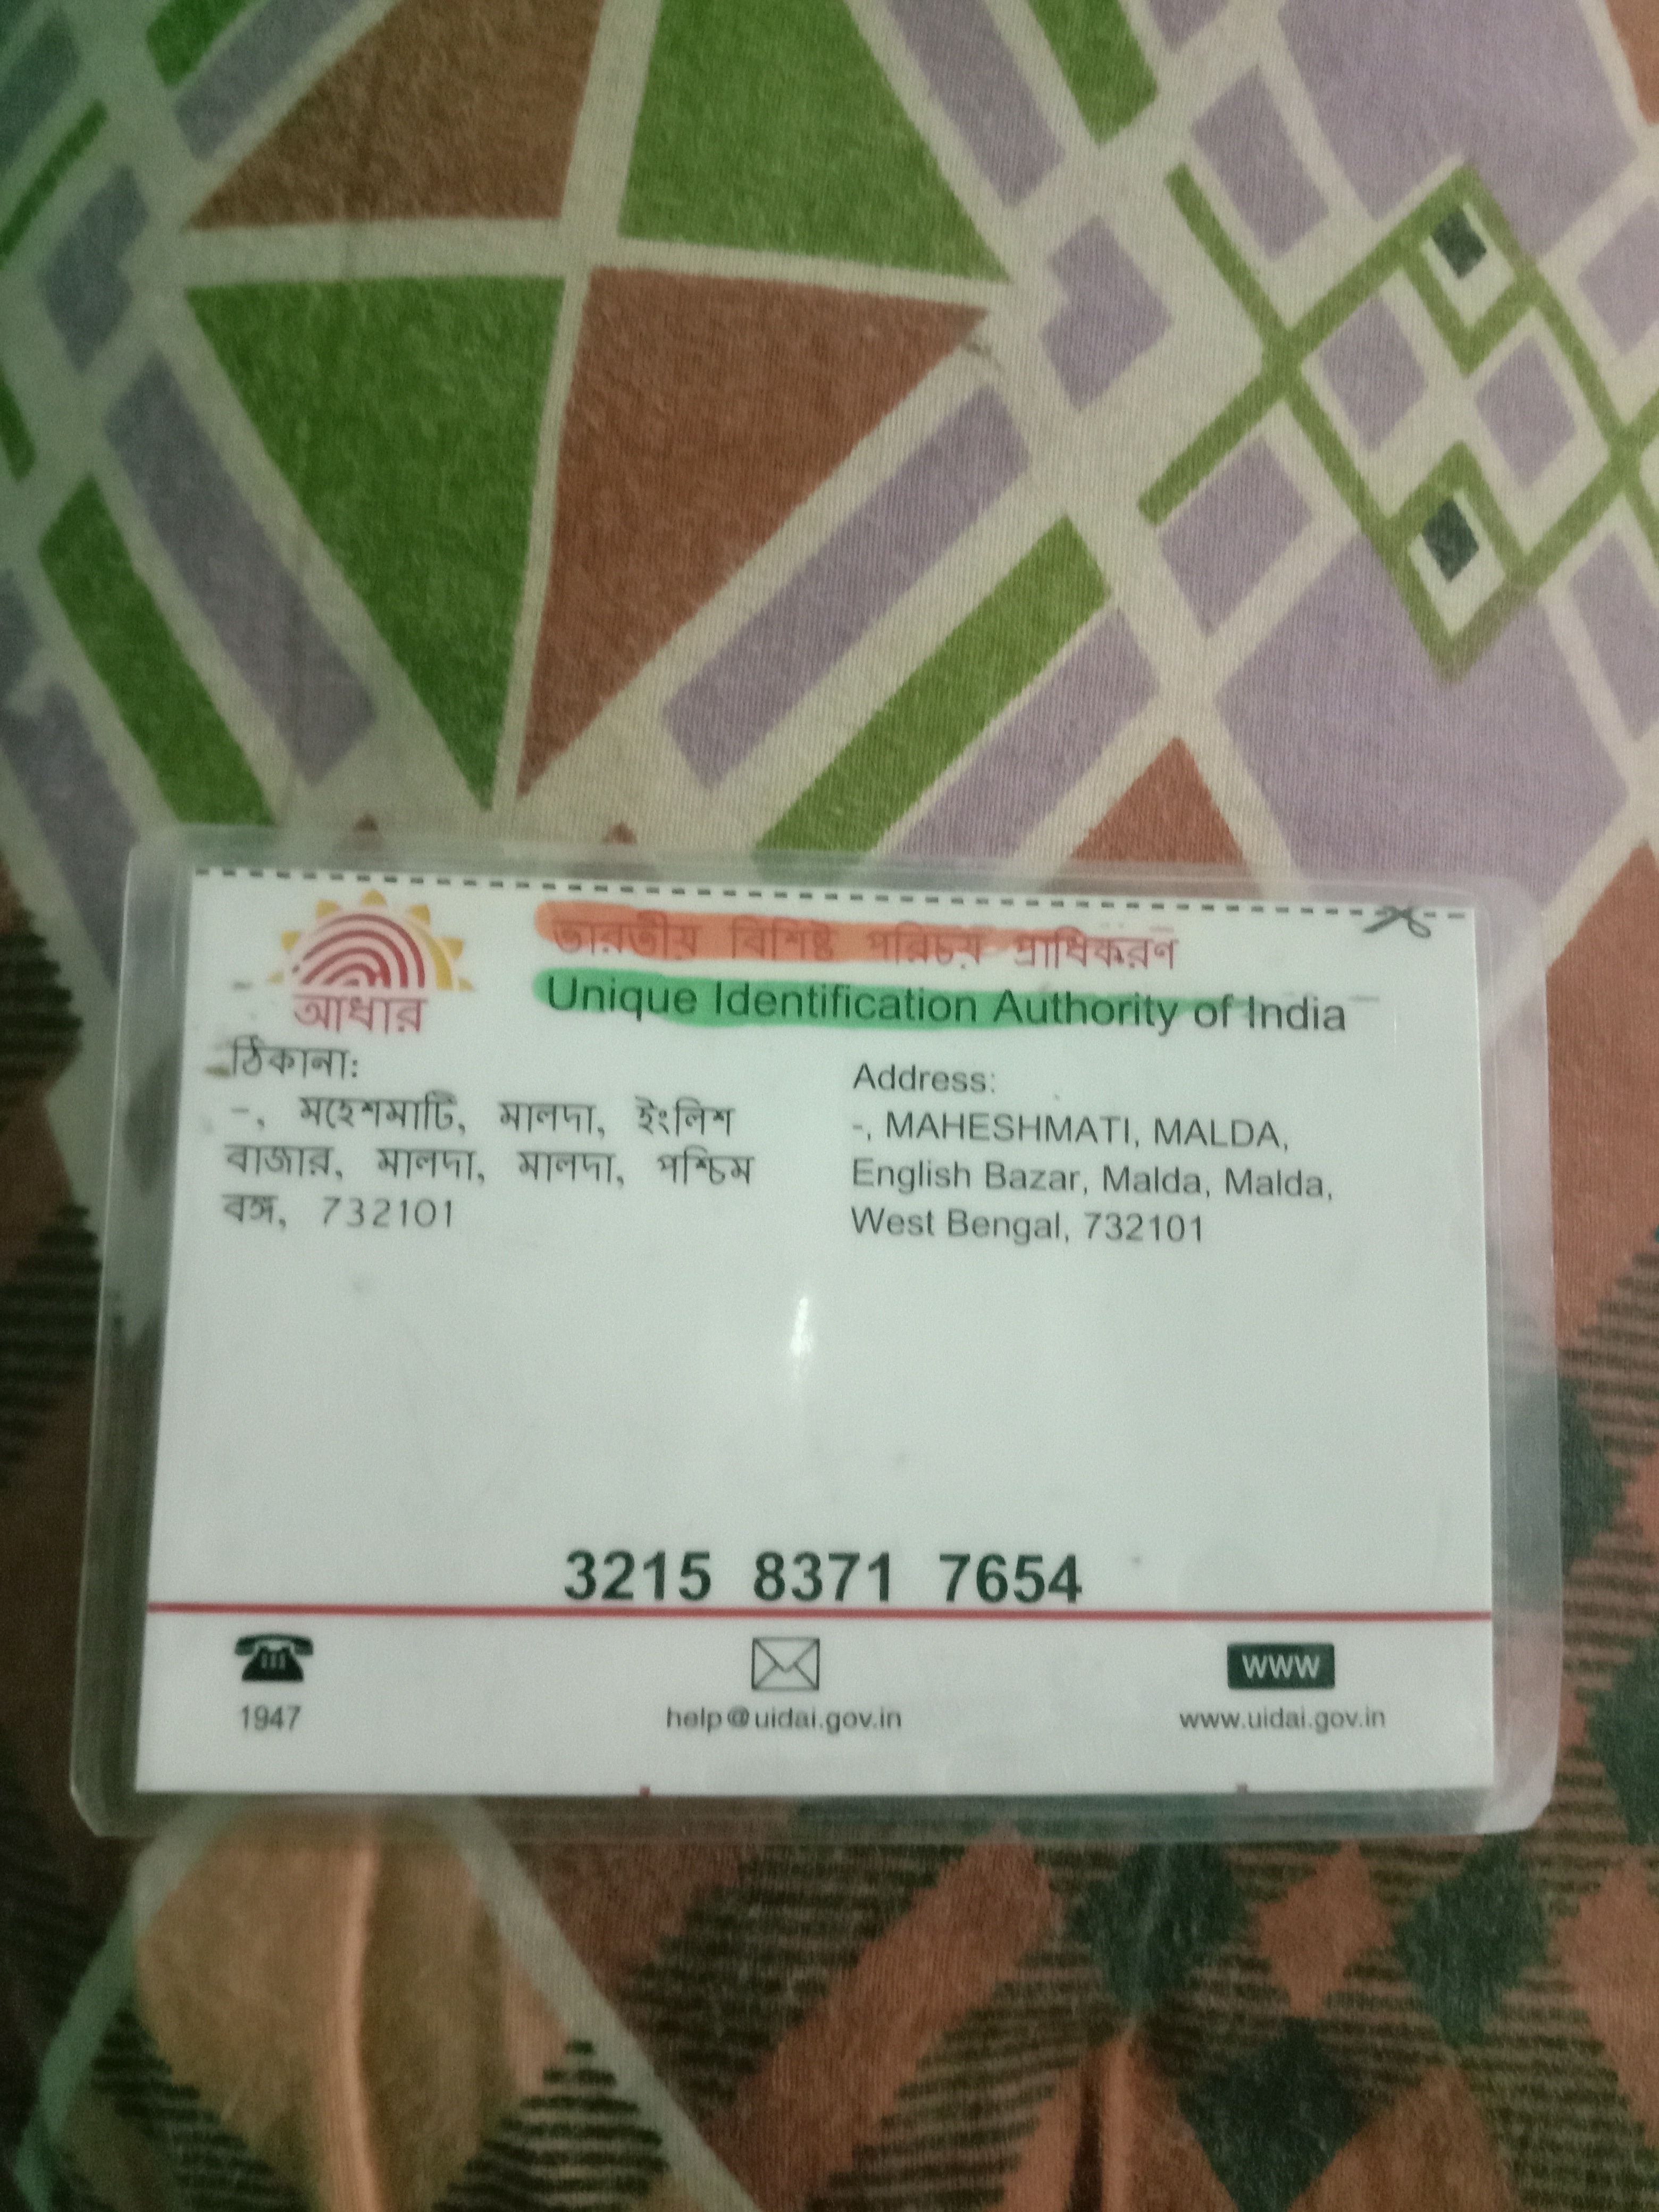 ভারতীয় বিশিষ্ট পরিচয় প্রাধিকরণ
Unique Identification Authority of India
আধার
ঠিকানা:
-, মহেশমাটি, মালদা, ইংলিশ
বাজার, মালদা, মালদা, পশ্চিম
বঙ্গ, 732101
Address:
-, MAHESHMATI, MALDA,
English Bazar, Malda, Malda,
West Bengal, 732101
3215 8371 7654
1947
help@uidai.gov.in
www
www.uidai.gov.in